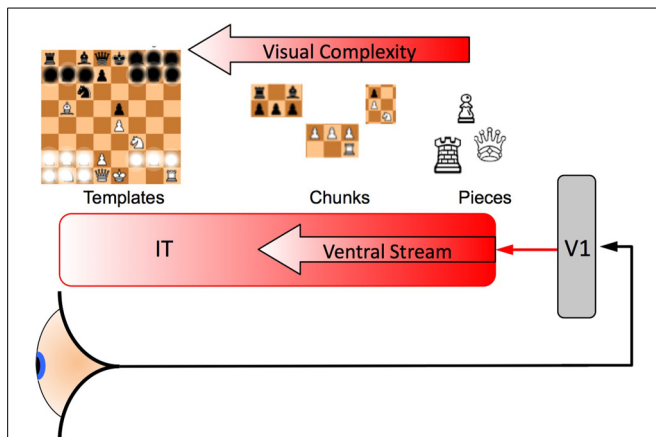 Visual Complexity
Templates
Chunks
Pieces
IT
Ventral Stream
V1